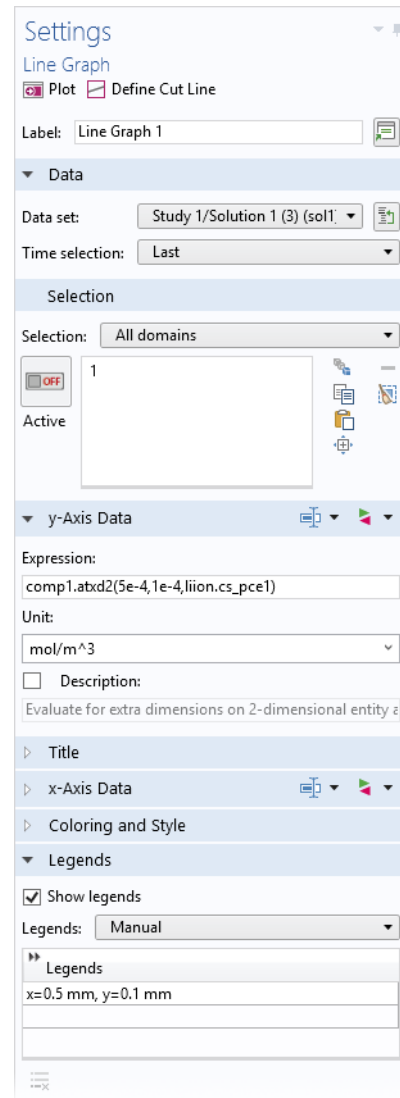 Settings
Line Graph
Plot Define Cut Line
Label: Line Graph 1
Data
Data set: Study 1/Solution 1 (3) (sol1)
Time selection: Last
Selection
Selection: All domains
OFF 1
Active
y-Axis Data
Expression:
comp1.atxd2(5e-4,1e-4,liion.cs_pce1)
Unit:
mol/m^3
Description:
Evaluate for extra dimensions on 2-dimensional entity a
Title
x-Axis Data
Coloring and Style
Legends
Show legends
Legends: Manual
Legends
x=0.5 mm, y=0.1 mm